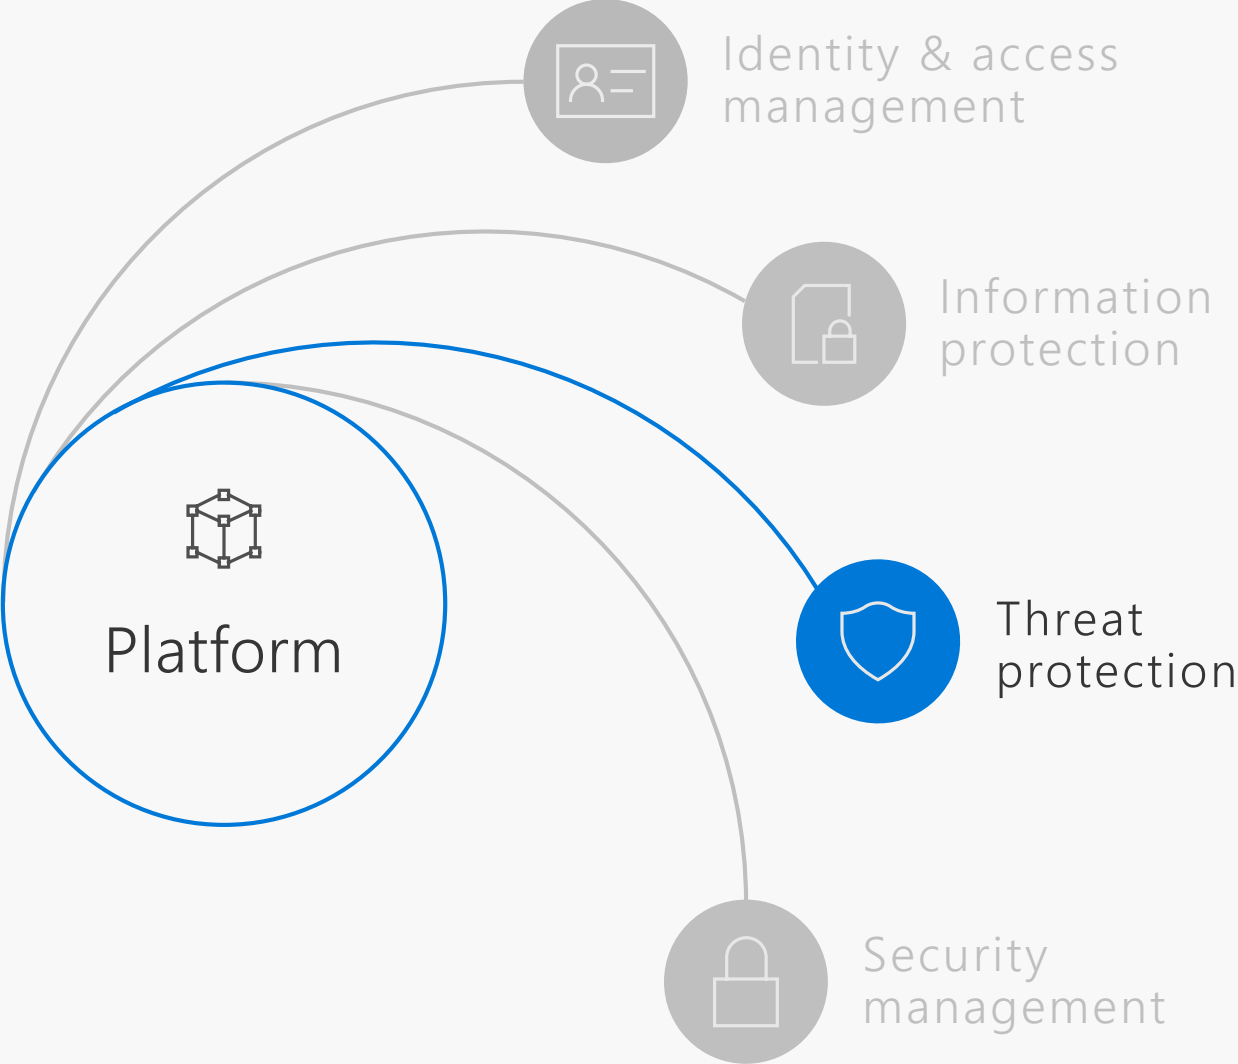 Identity & access
management
Information
protection
Platform
Threat
protection
Security
management